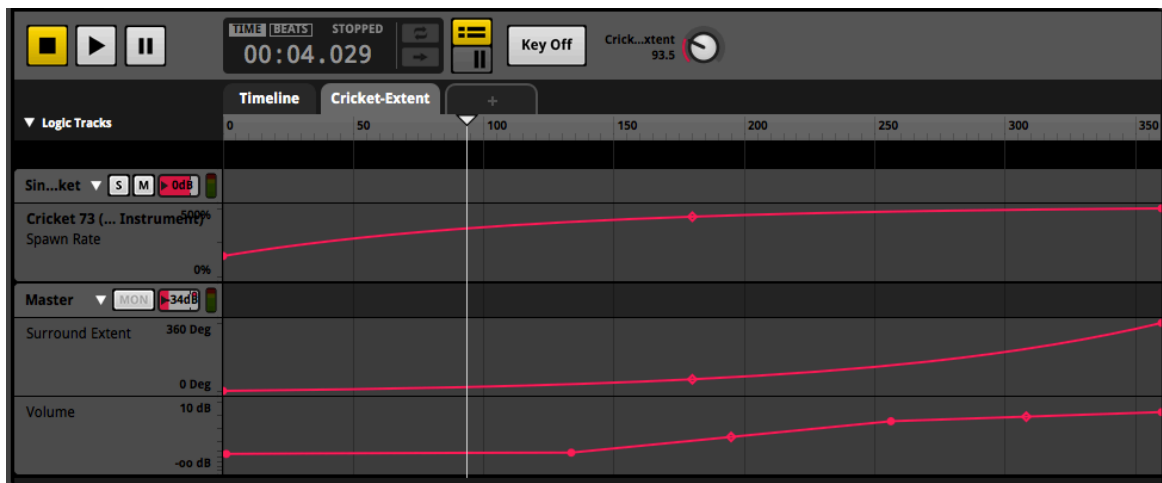 TIME BEATS STOPPED
00:04.029
Key Off
Crick...xtent
93.5
Timeline
Cricket-Extent
+
Logic Tracks
0 50 100 150 200 250 300 350
Sin...ket S M 0dB
Cricket 73 (... Instrument) 500%
Spawn Rate
0%
Master MON -34dB
Surround Extent 360 Deg
0 Deg
Volume 10 dB
-oo dB